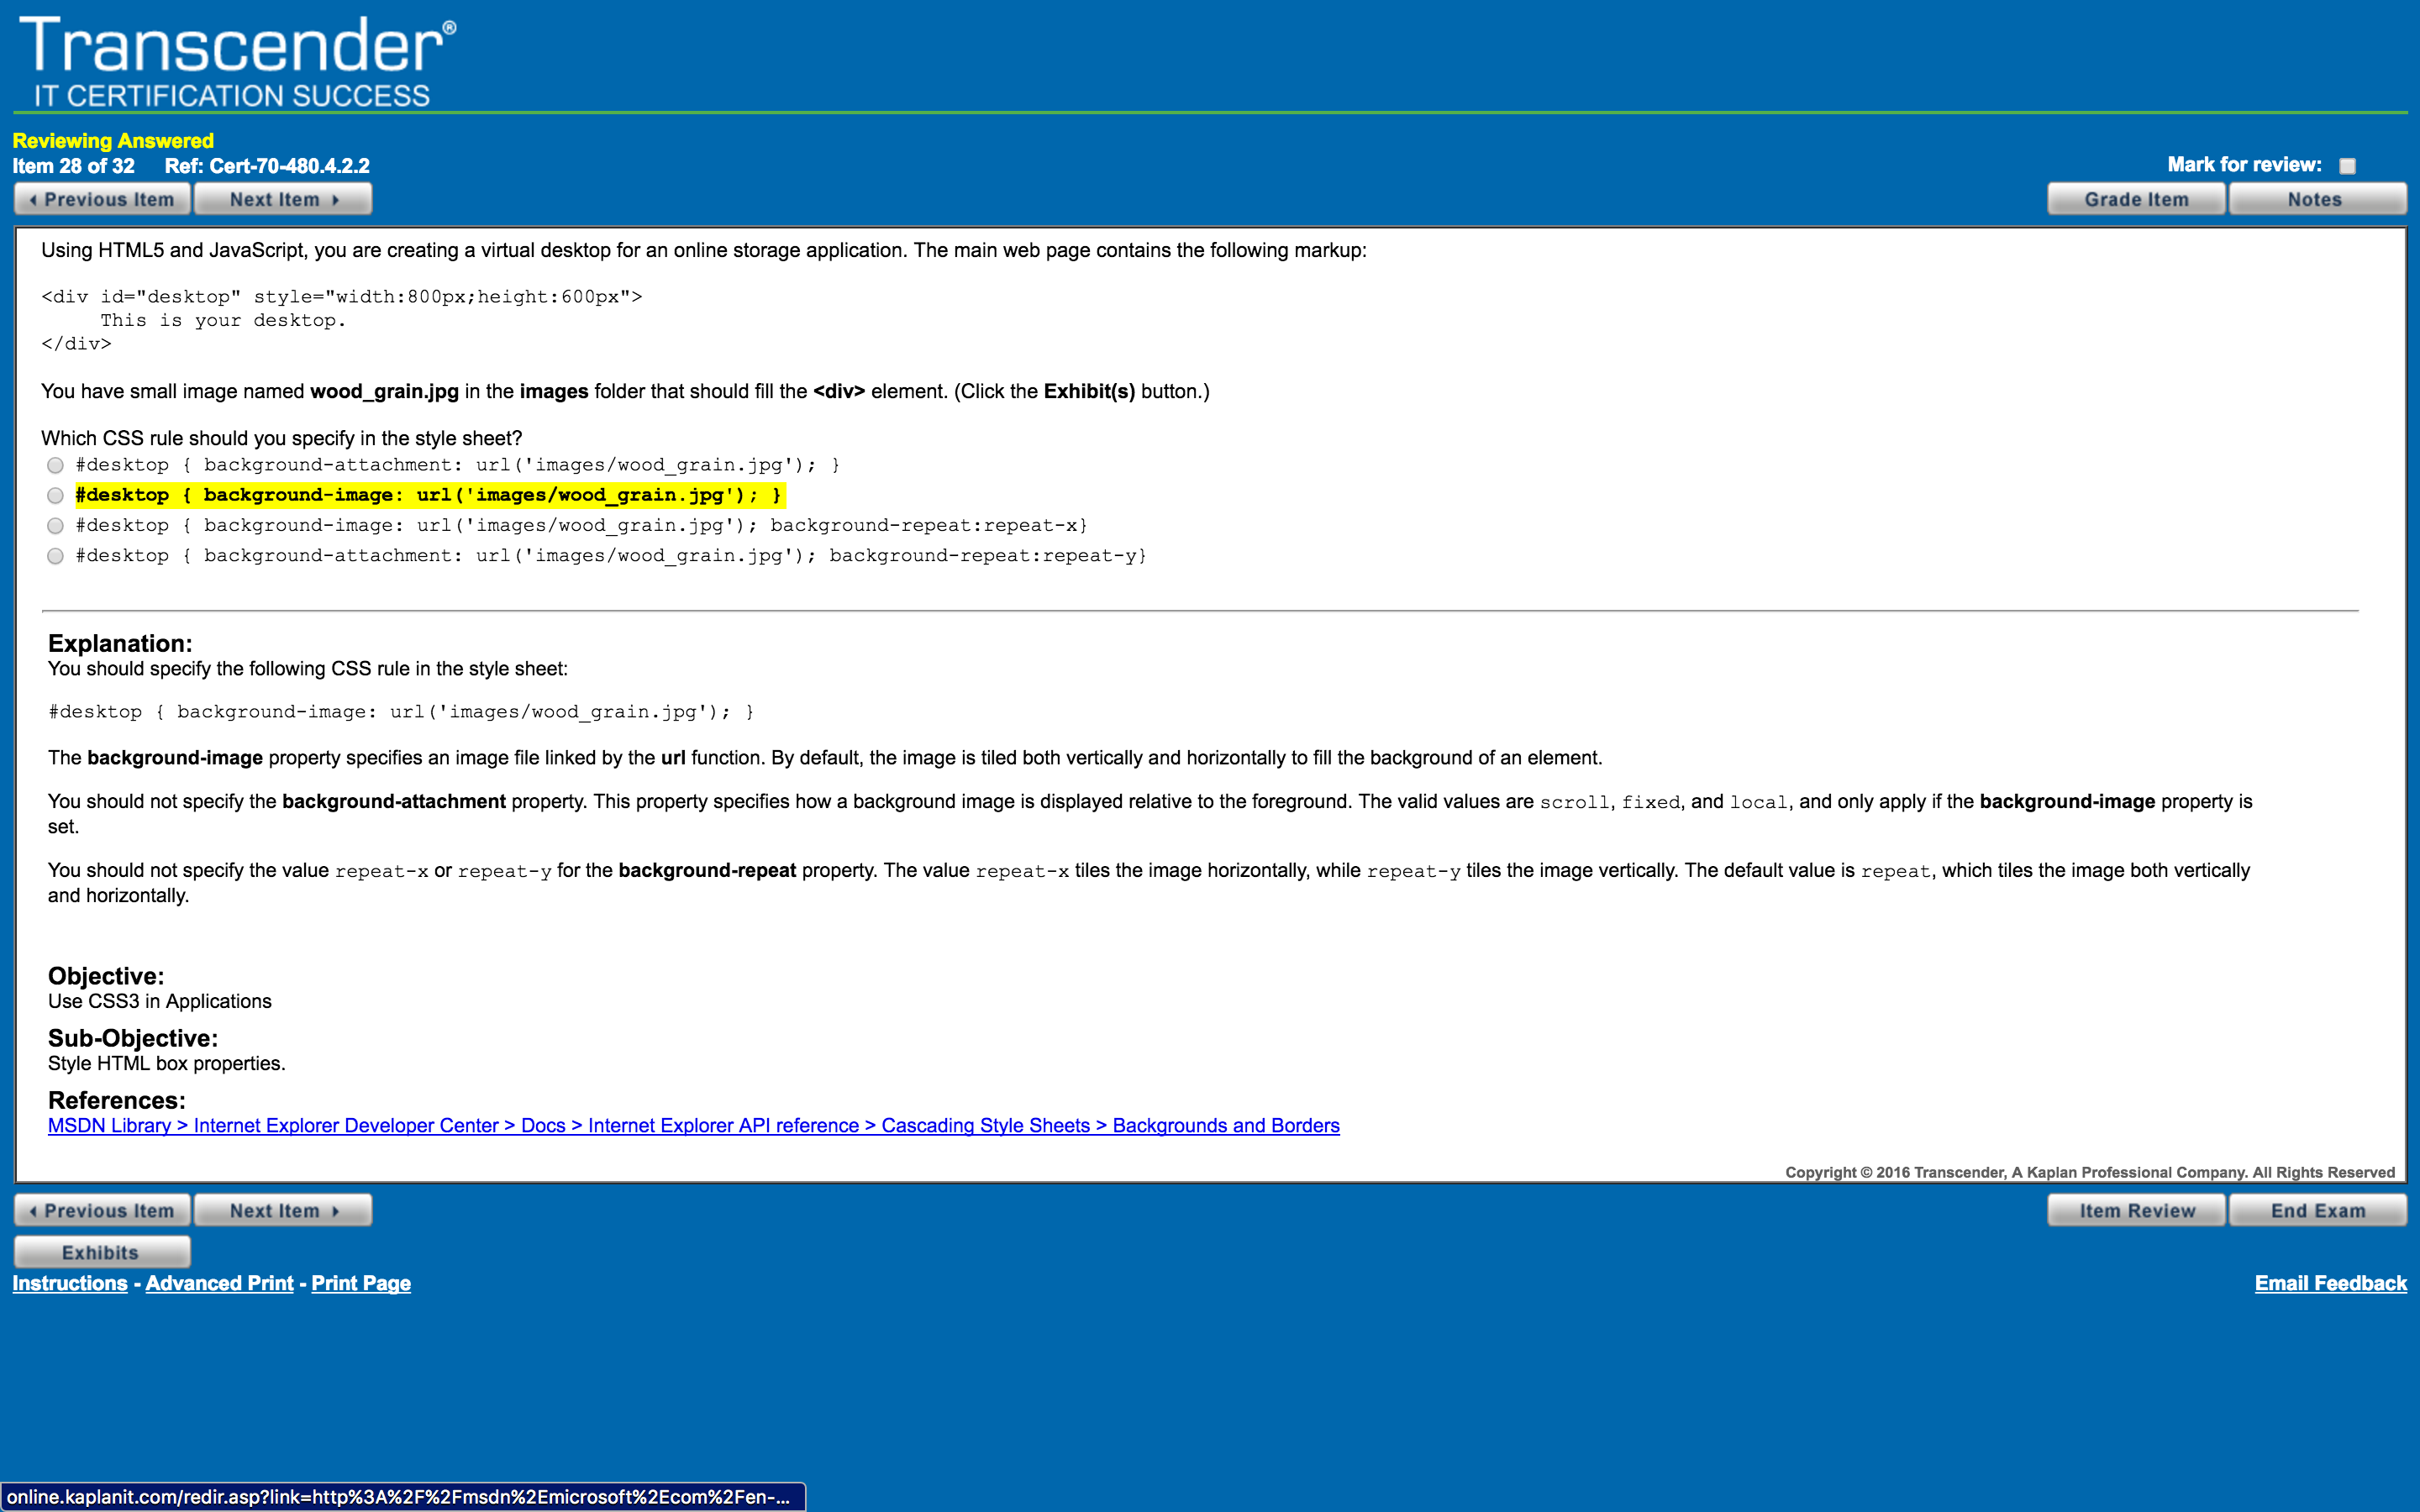 Transcender®
IT CERTIFICATION SUCCESS
Reviewing Answered
Item 28 of 32 Ref: Cert-70-480.4.2.2
Mark for review:
Previous Item Next Item Grade Item Notes
Using HTML5 and JavaScript, you are creating a virtual desktop for an online storage application. The main web page contains the following markup:
<div id="desktop" style="width:800px;height:600px">
This is your desktop.
</div>
You have small image named wood_grain.jpg in the images folder that should fill the <div> element. (Click the Exhibit(s) button.)
Which CSS rule should you specify in the style sheet?
#desktop { background-attachment: url('images/wood_grain.jpg'); }
#desktop { background-image: url('images/wood_grain.jpg'); }
#desktop { background-image: url('images/wood_grain.jpg'); background-repeat:repeat-x}
#desktop { background-attachment: url('images/wood_grain.jpg'); background-repeat:repeat-y}
Explanation:
You should specify the following CSS rule in the style sheet:
#desktop { background-image: url('images/wood_grain.jpg'); }
The background-image property specifies an image file linked by the url function. By default, the image is tiled both vertically and horizontally to fill the background of an element.
You should not specify the background-attachment property. This property specifies how a background image is displayed relative to the foreground. The valid values are scroll, fixed, and local, and only apply if the background-image property is
set.
You should not specify the value repeat-x or repeat-y for the background-repeat property. The value repeat-x tiles the image horizontally, while repeat-y tiles the image vertically. The default value is repeat, which tiles the image both vertically
and horizontally.
Objective:
Use CSS3 in Applications
Sub-Objective:
Style HTML box properties.
References:
MSDN Library > Internet Explorer Developer Center > Docs > Internet Explorer API reference > Cascading Style Sheets > Backgrounds and Borders
Copyright © 2016 Transcender, A Kaplan Professional Company. All Rights Reserved
Previous Item Next Item Item Review End Exam
Exhibits
Instructions - Advanced Print - Print Page Email Feedback
online.kaplanit.com/redir.asp?link=http%3A%2F%2Fmsdn%2Emicrosoft%2Ecom%2Fen-...